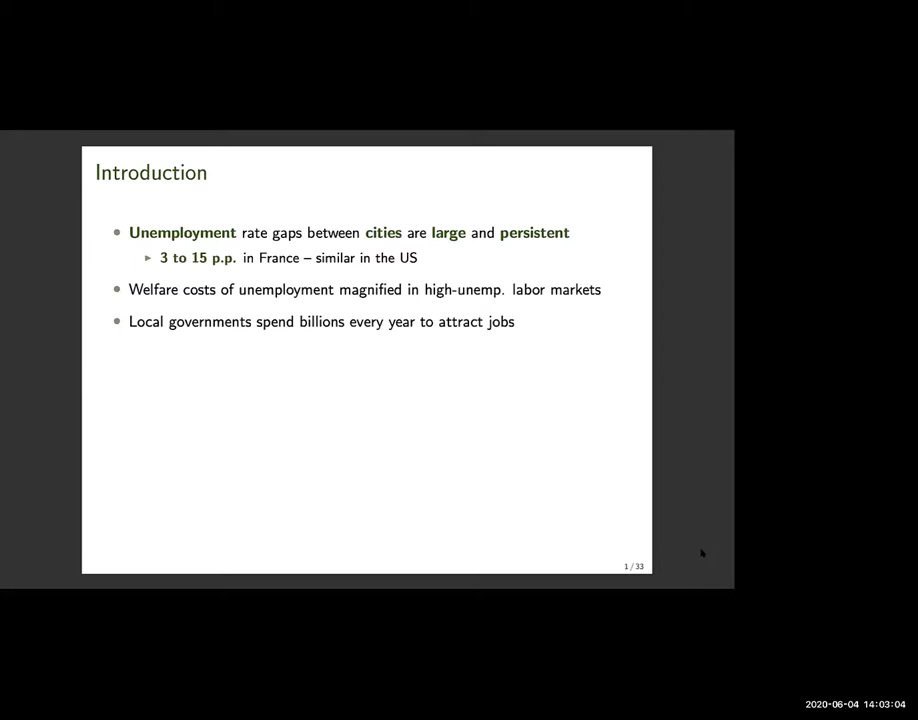 Introduction
Unemployment rate gaps between cities are large and persistent
3 to 15 p.p. in France – similar in the US
Welfare costs of unemployment magnified in high-unemp. labor markets
Local governments spend billions every year to attract jobs
1 / 33
2020-06-04 14:03:04